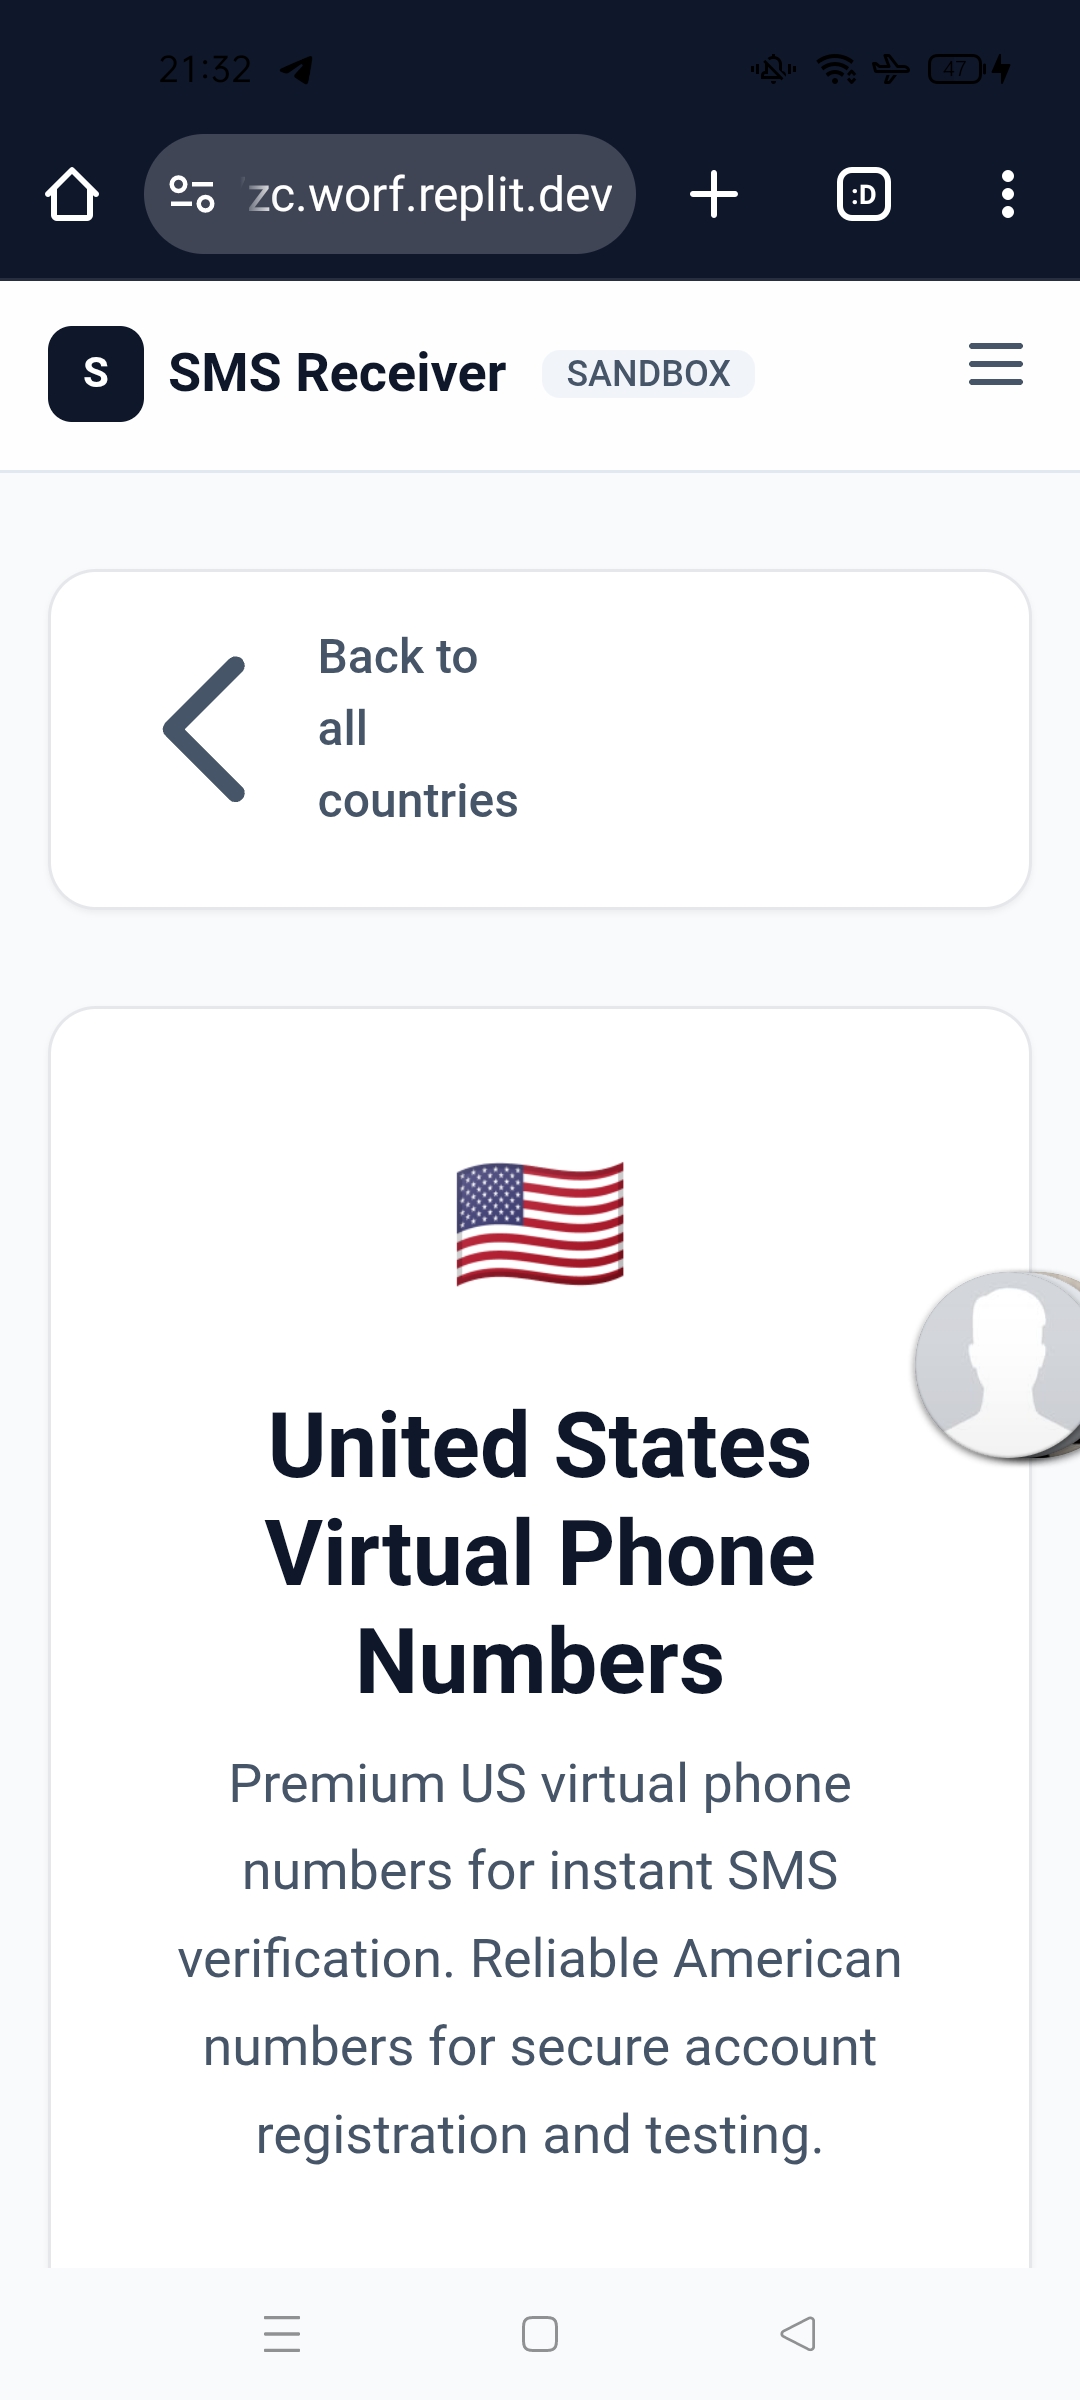 21:32
47
zc.worf.replit.dev
:D
S
SMS Receiver
SANDBOX
Back to
all
countries
United States
Virtual Phone
Numbers
Premium US virtual phone
numbers for instant SMS
verification. Reliable American
numbers for secure account
registration and testing.